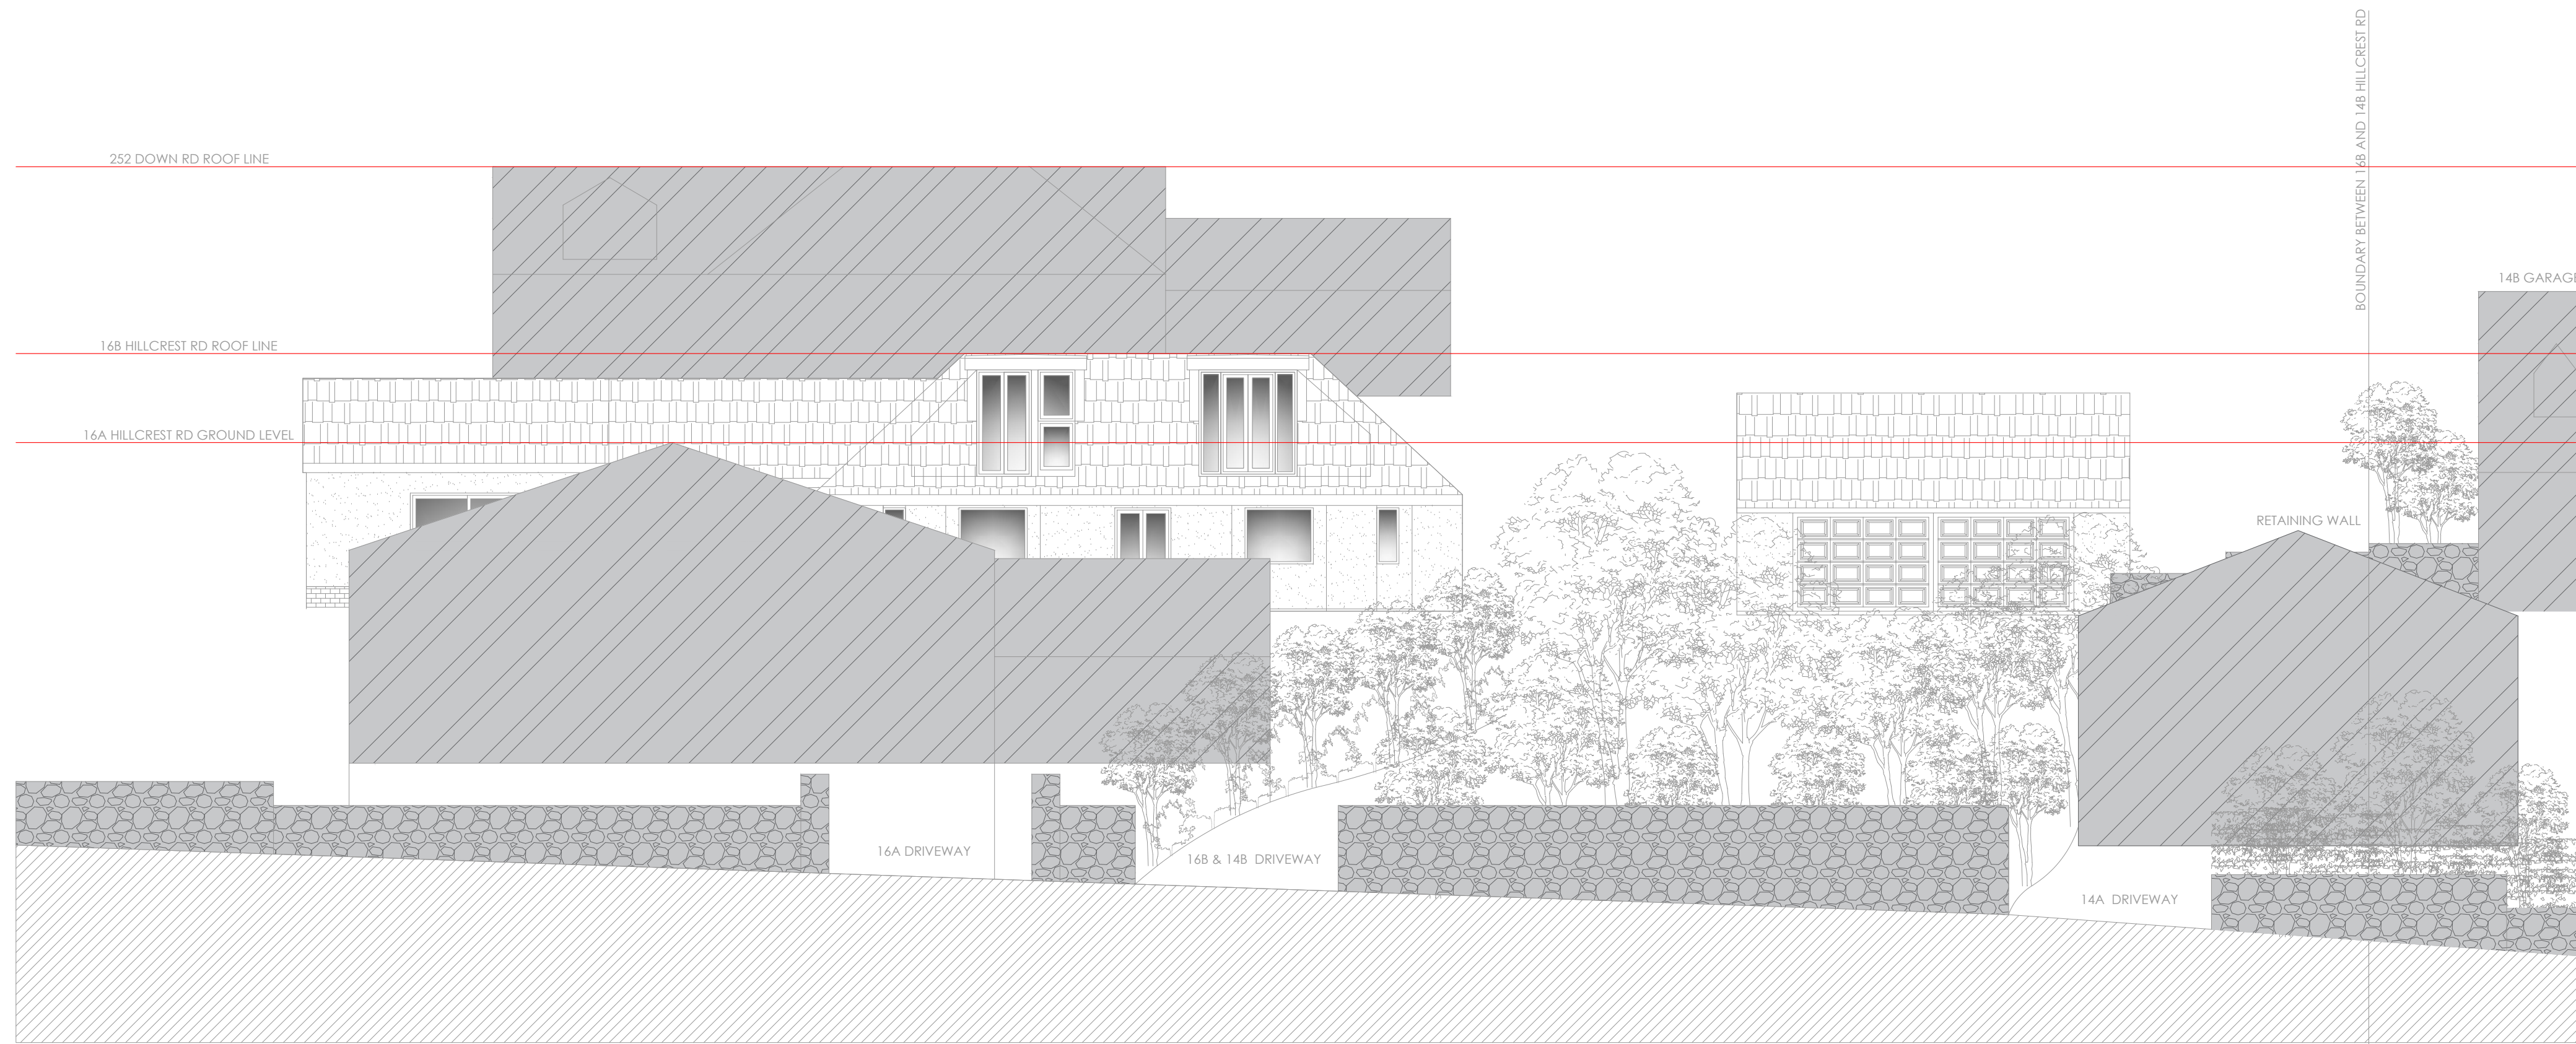 BOUNDARY BETWEEN 16B AND 14B HILLCREST RD
252 DOWN RD ROOF LINE
14B GARAGE
16B HILLCREST RD ROOF LINE
16A HILLCREST RD GROUND LEVEL
RETAINING WALL
16A DRIVEWAY
16B & 14B DRIVEWAY
14A DRIVEWAY